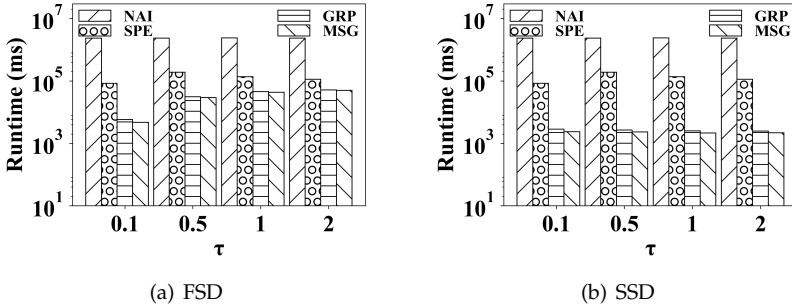 NAI
SPE
GRP
MSG
Runtime (ms)
10^7
10^5
10^3
10^1
0.1 0.5 1 2
τ
(a) FSD
NAI
SPE
GRP
MSG
Runtime (ms)
10^7
10^5
10^3
10^1
0.1 0.5 1 2
τ
(b) SSD